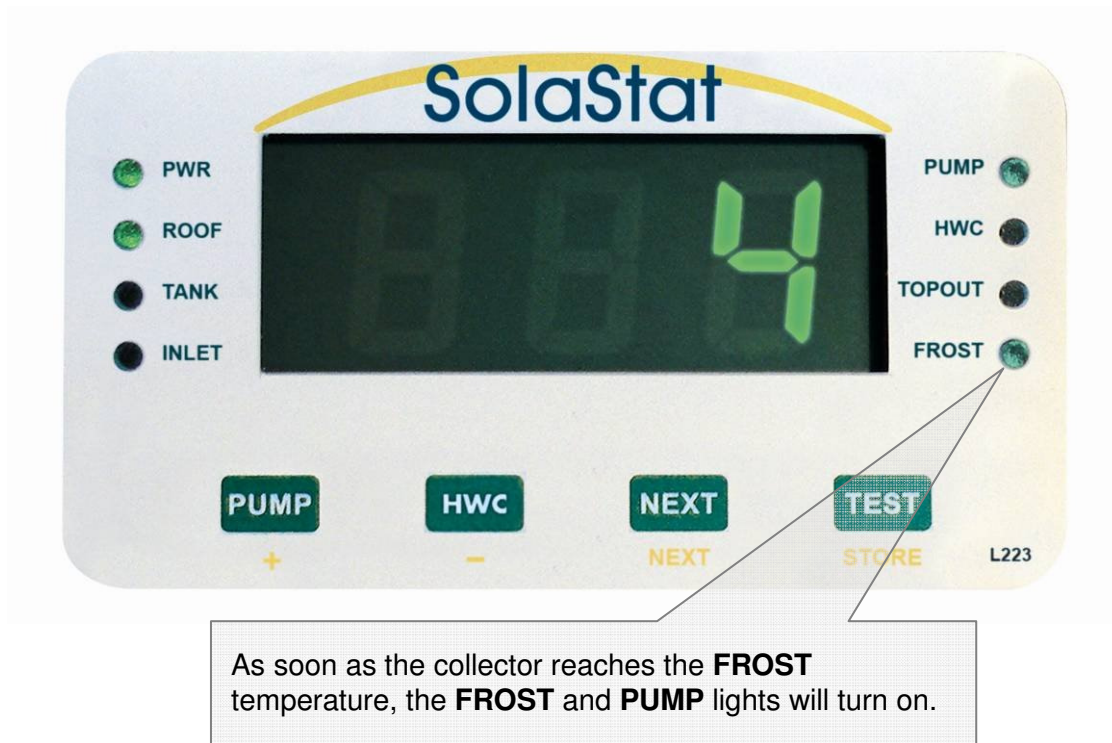 SolaStat
PWR
ROOF
TANK
INLET
4
PUMP
HWC
TOPOUT
FROST
PUMP
HWC
NEXT
TEST
+
-
NEXT
STORE
L223
As soon as the collector reaches the FROST
temperature, the FROST and PUMP lights will turn on.